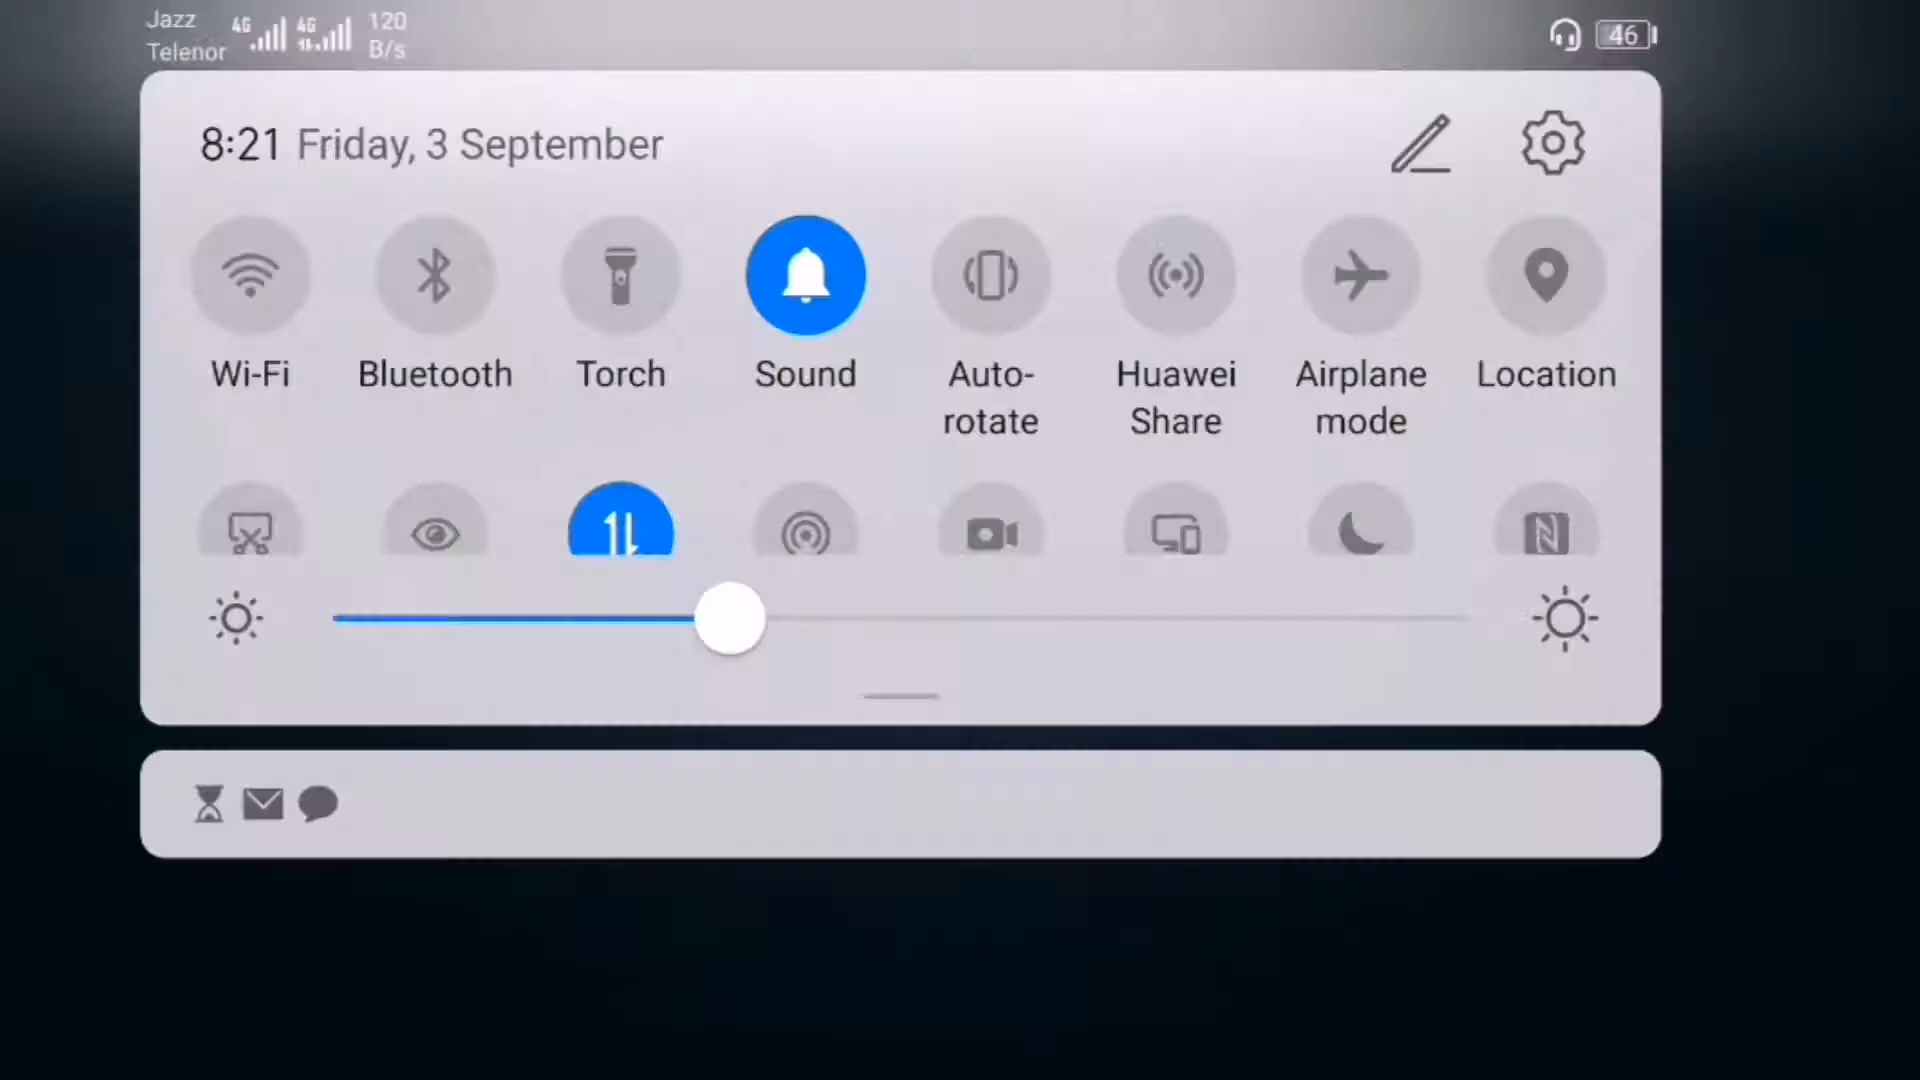 Jazz 4G 4G 120
Telenor B/s
46
8:21 Friday, 3 September
Wi-Fi Bluetooth Torch Sound Auto-rotate Huawei Share Airplane mode Location